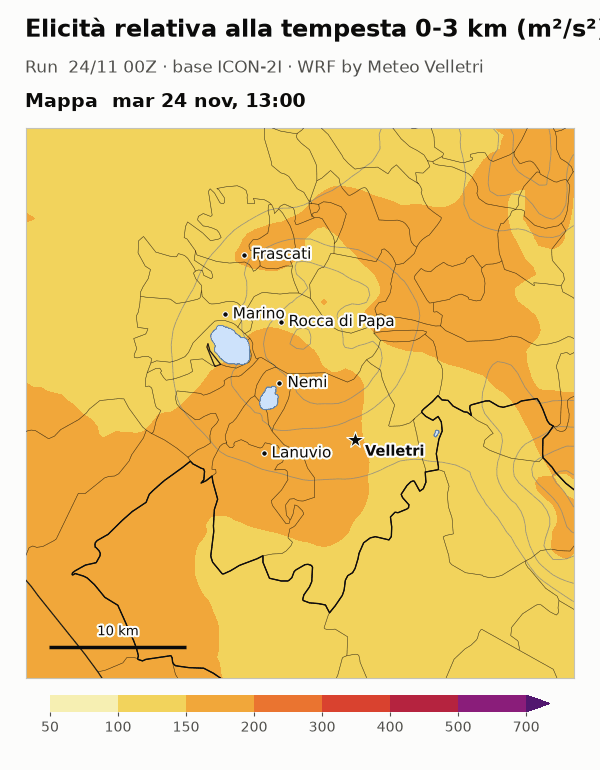 Elicità relativa alla tempesta 0-3 km (m²/s²)
Run 24/11 00Z · base ICON-2I · WRF by Meteo Velletri
Mappa mar 24 nov, 13:00
Frascati
Marino
Rocca di Papa
Nemi
Velletri
Lanuvio
10 km
50 100 150 200 300 400 500 700